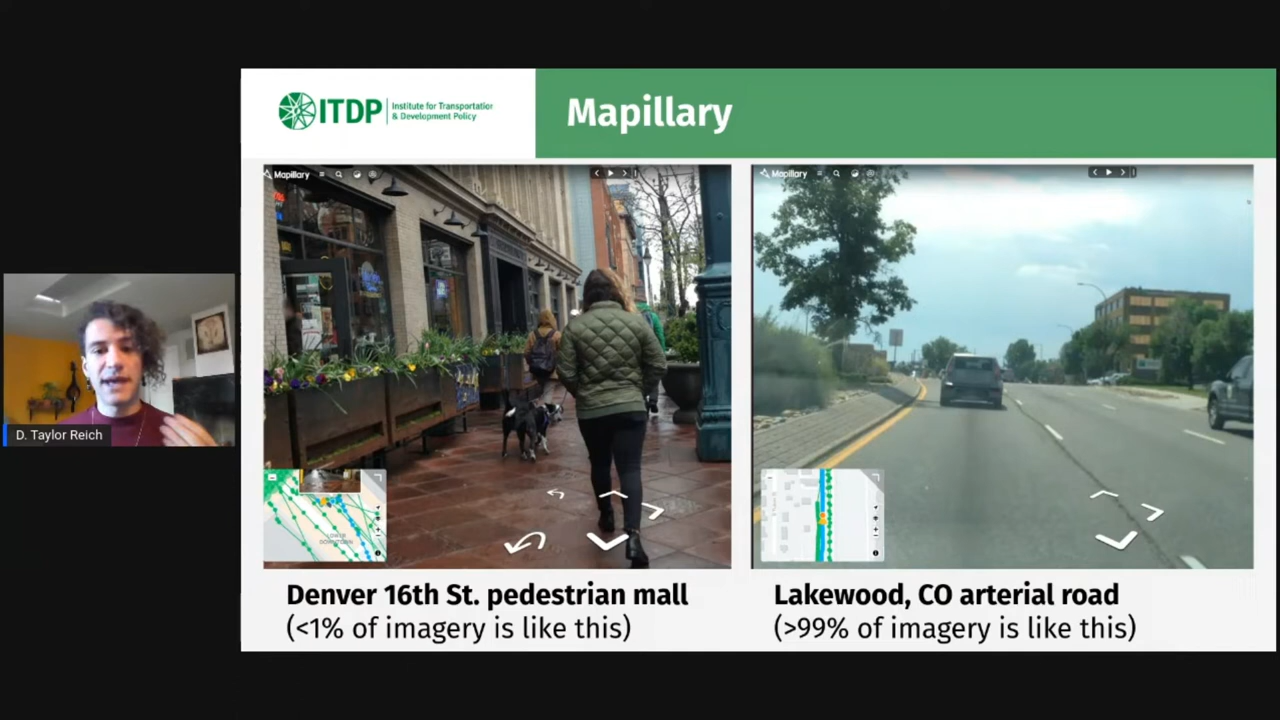 ITDP
Institute for Transportation
& Development Policy
Mapillary
Mapillary
Mapillary
D. Taylor Reich
Denver 16th St. pedestrian mall
(<1% of imagery is like this)
Lakewood, CO arterial road
(>99% of imagery is like this)